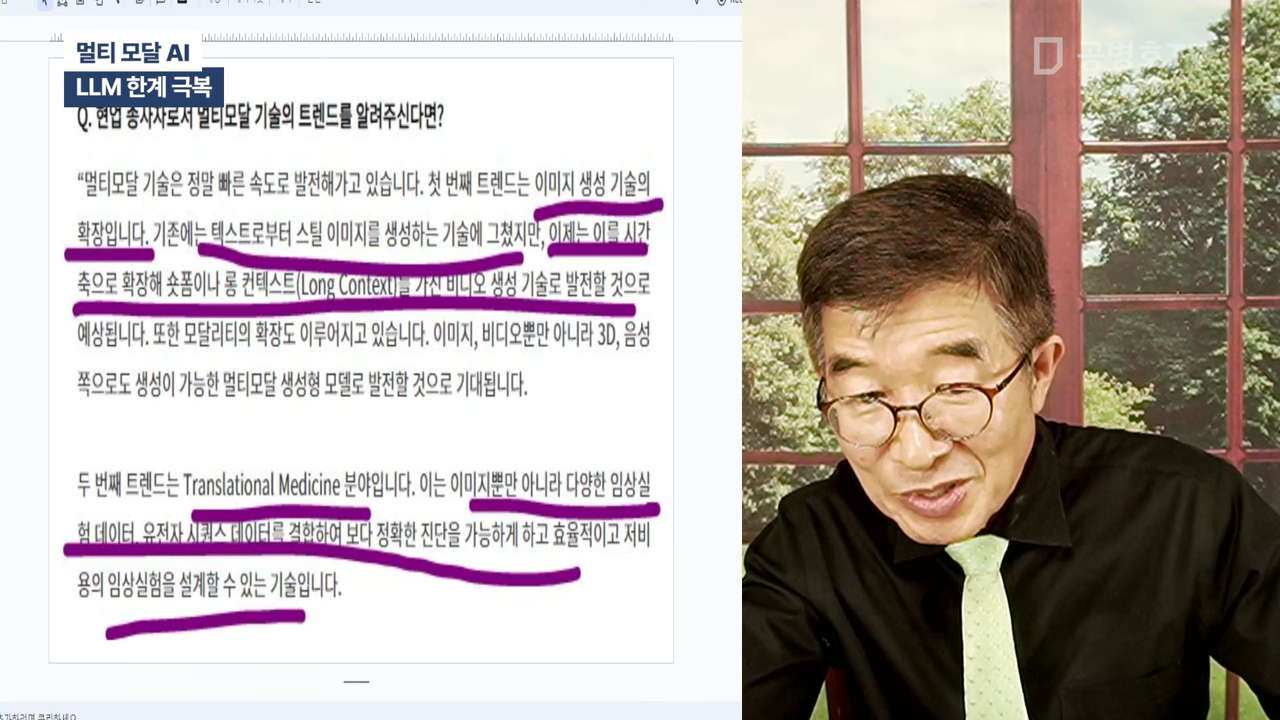 멀티 모달 AI
LLM 한계 극복
Q. 현업 종사자로서 멀티모달 기술의 트렌드를 알려주신다면?
“멀티모달 기술은 정말 빠른 속도로 발전해가고 있습니다. 첫 번째 트렌드는 이미지 생성 기술의
확장입니다. 기존에는 텍스트로부터 스틸 이미지를 생성하는 기술에 그쳤지만, 이제는 이를 시간
축으로 확장해 숏폼이나 롱 컨텍스트(Long Context)를 가진 비디오 생성 기술로 발전할 것으로
예상됩니다. 또한 모달리티의 확장도 이루어지고 있습니다. 이미지, 비디오뿐만 아니라 3D, 음성
쪽으로도 생성이 가능한 멀티모달 생성형 모델로 발전할 것으로 기대됩니다.
두 번째 트렌드는 Translational Medicine 분야입니다. 이는 이미지뿐만 아니라 다양한 임상실
험 데이터, 유전자 시퀀스 데이터를 결합하여 보다 정확한 진단을 가능하게 하고 효율적이고 저비
용의 임상실험을 설계할 수 있는 기술입니다.